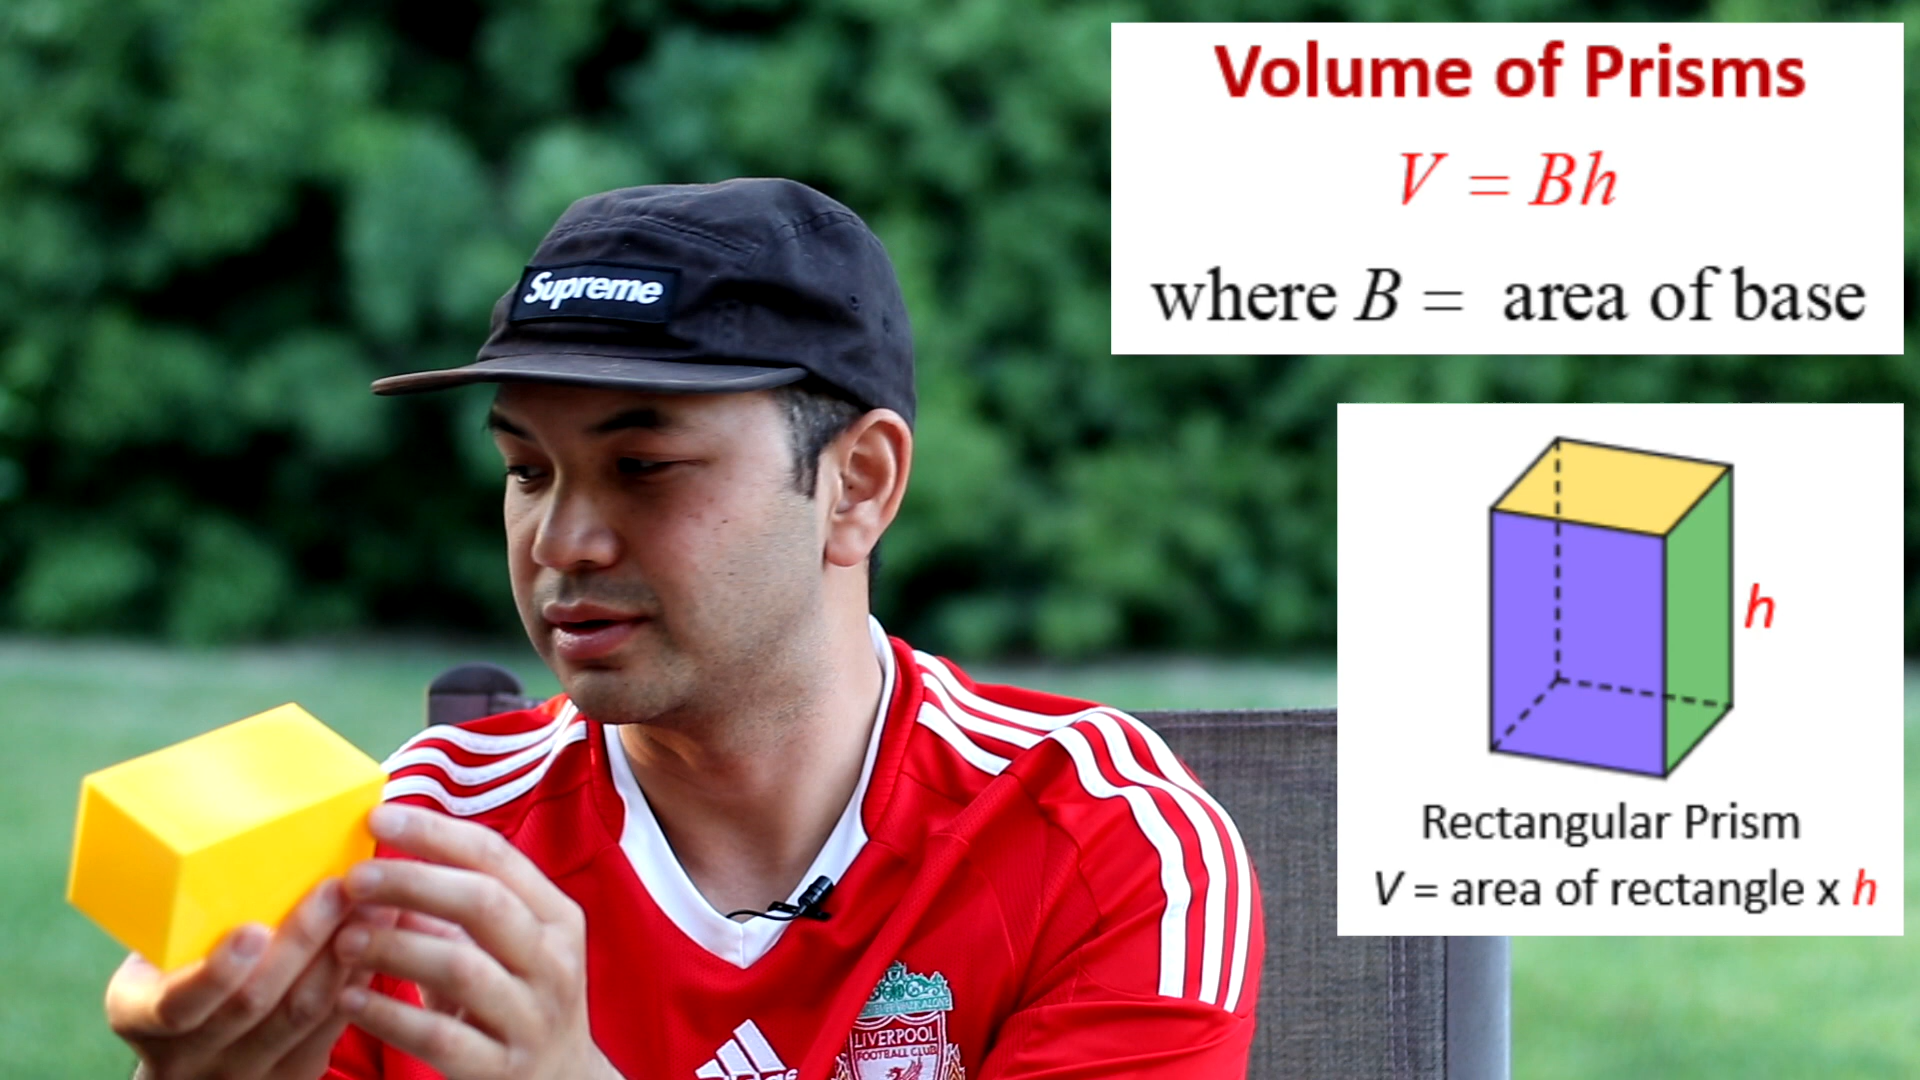 Volume of Prisms
V = Bh
where B = area of base
Supreme
h
Rectangular Prism
V = area of rectangle x h
LIVERPOOL
FOOTBALL CLUB